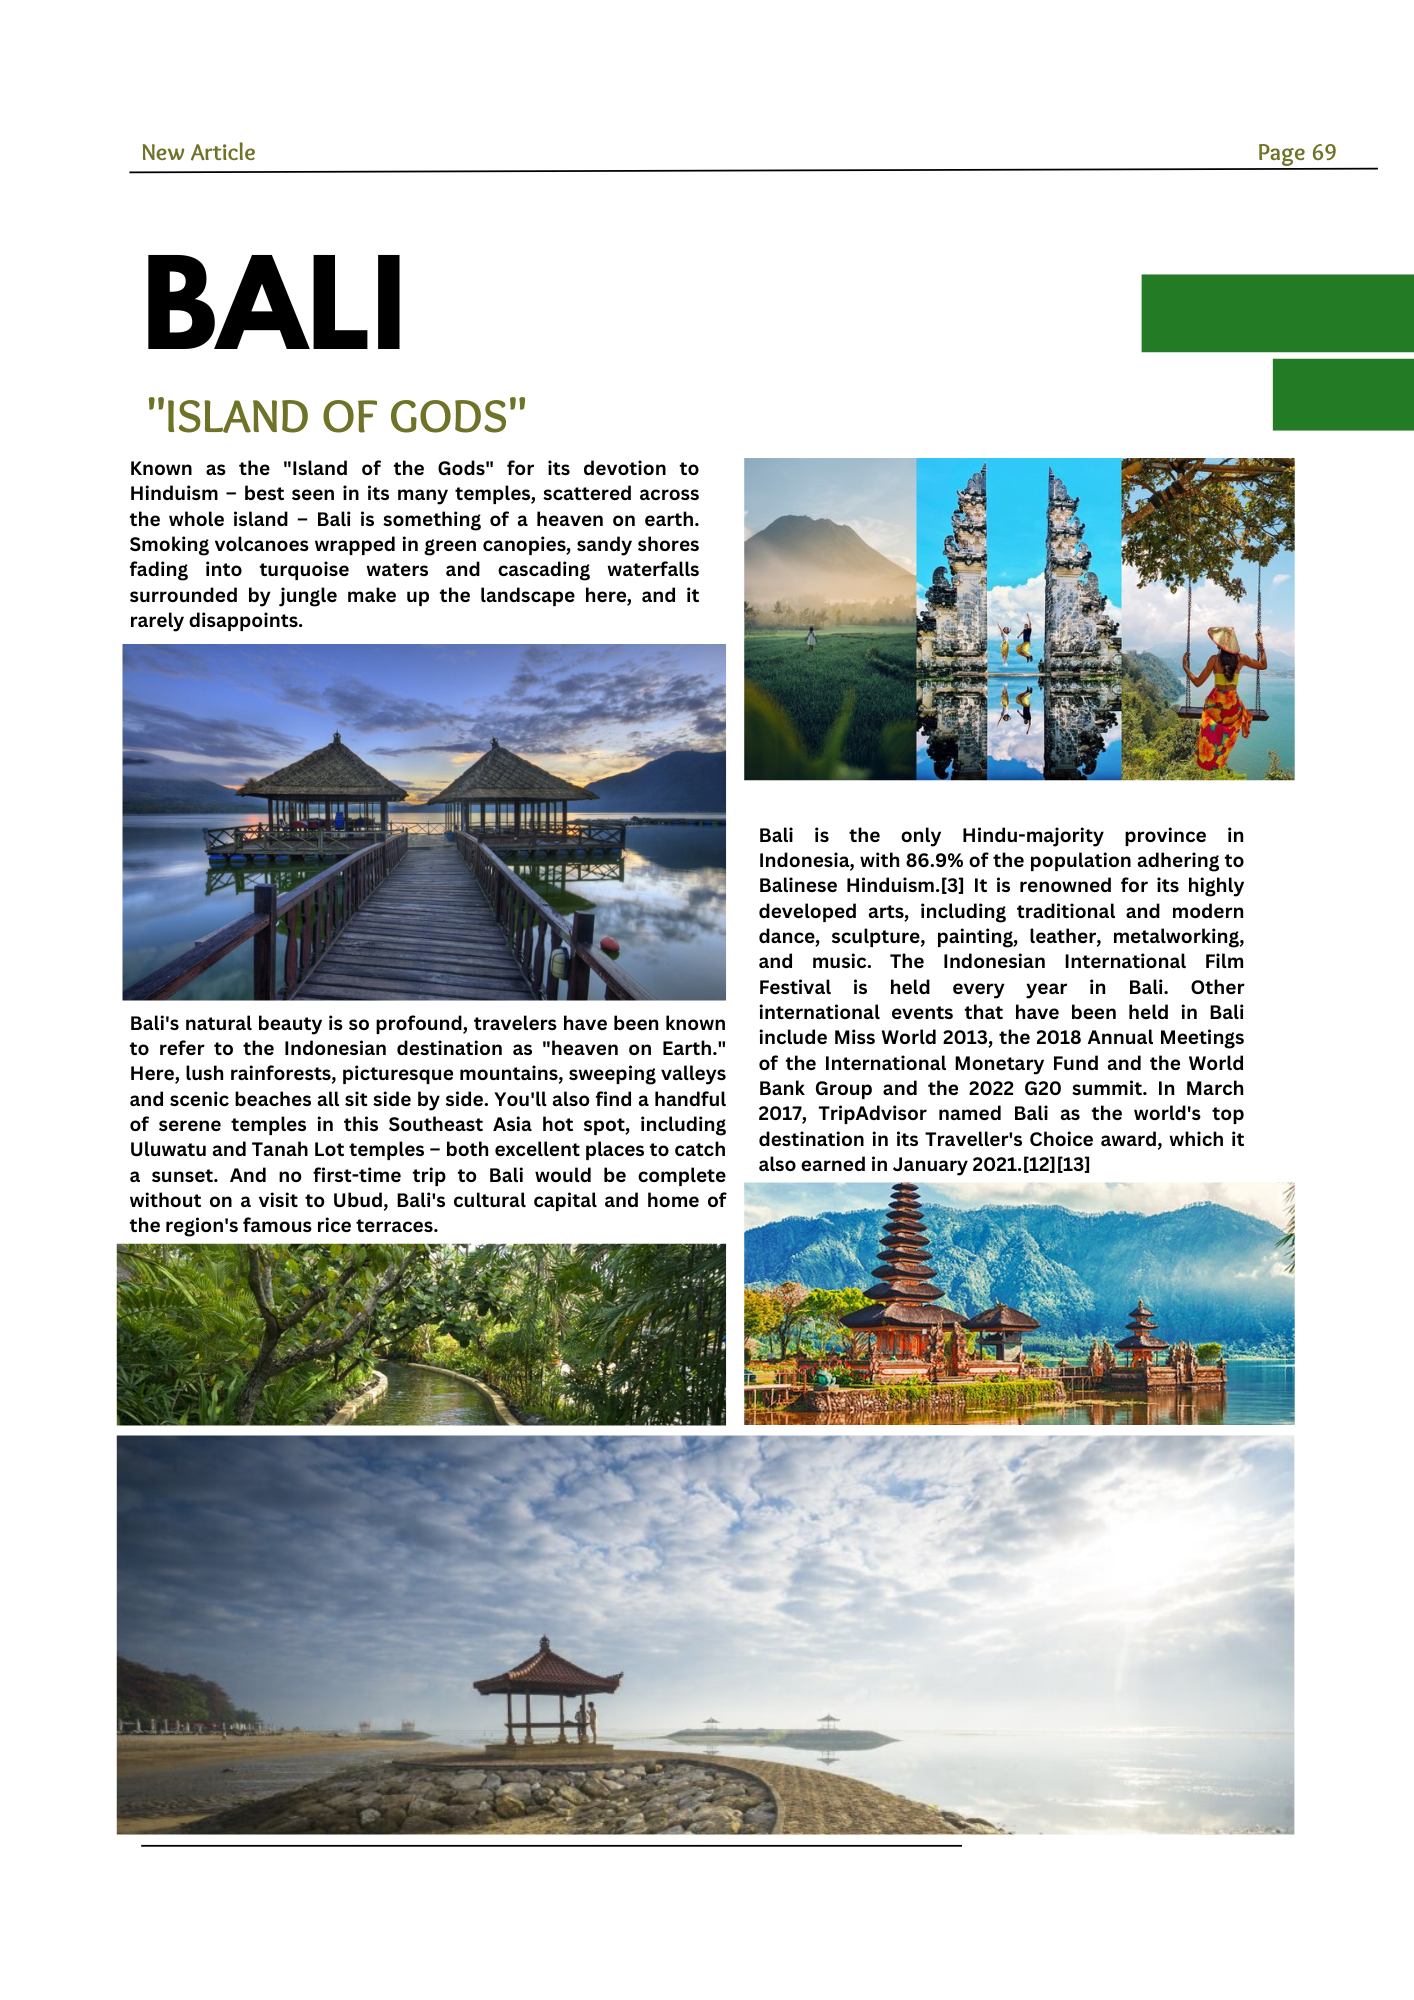 New Article
Page 69
BALI
"ISLAND OF GODS"
Known as the "Island of the Gods" for its devotion to
Hinduism – best seen in its many temples, scattered across
the whole island – Bali is something of a heaven on earth.
Smoking volcanoes wrapped in green canopies, sandy shores
fading into turquoise waters and cascading waterfalls
surrounded by jungle make up the landscape here, and it
rarely disappoints.
Bali's natural beauty is so profound, travelers have been known
to refer to the Indonesian destination as "heaven on Earth."
Here, lush rainforests, picturesque mountains, sweeping valleys
and scenic beaches all sit side by side. You'll also find a handful
of serene temples in this Southeast Asia hot spot, including
Uluwatu and Tanah Lot temples – both excellent places to catch
a sunset. And no first-time trip to Bali would be complete
without on a visit to Ubud, Bali's cultural capital and home of
the region's famous rice terraces.
Bali is the only Hindu-majority province in
Indonesia, with 86.9% of the population adhering to
Balinese Hinduism.[3] It is renowned for its highly
developed arts, including traditional and modern
dance, sculpture, painting, leather, metalworking,
and music. The Indonesian International Film
Festival is held every year in Bali. Other
international events that have been held in Bali
include Miss World 2013, the 2018 Annual Meetings
of the International Monetary Fund and the World
Bank Group and the 2022 G20 summit. In March
2017, TripAdvisor named Bali as the world's top
destination in its Traveller's Choice award, which it
also earned in January 2021.[12][13]